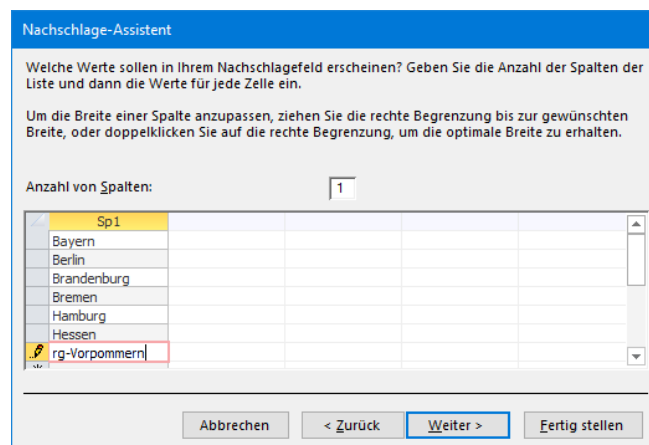 Nachschlage-Assistent
Welche Werte sollen in Ihrem Nachschlagefeld erscheinen? Geben Sie die Anzahl der Spalten der
Liste und dann die Werte für jede Zelle ein.
Um die Breite einer Spalte anzupassen, ziehen Sie die rechte Begrenzung bis zur gewünschten
Breite, oder doppelklicken Sie auf die rechte Begrenzung, um die optimale Breite zu erhalten.
Anzahl von Spalten: 1
Sp1
Bayern
Berlin
Brandenburg
Bremen
Hamburg
Hessen
rg-Vorpommern
Abbrechen < Zurück Weiter > Fertig stellen